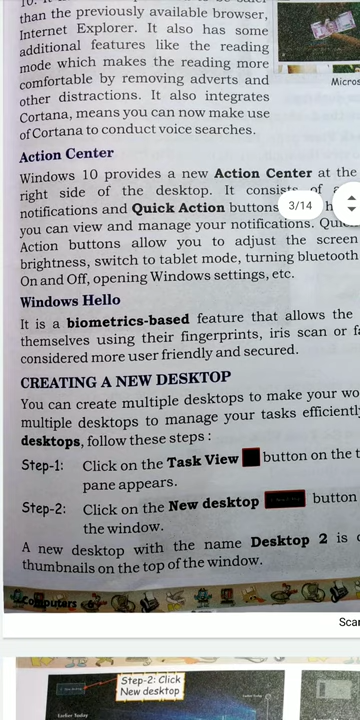 than the previously available browser,
Internet Explorer. It also has some
additional features like the reading
mode which makes the reading more
comfortable by removing adverts and
other distractions. It also integrates
Cortana, means you can now make use
of Cortana to conduct voice searches.
Micros
Action Center
Windows 10 provides a new Action Center at the
right side of the desktop. It consists of
notifications and Quick Action buttons
3/14
you can view and manage your notifications. Quick
Action buttons allow you to adjust the screen
brightness, switch to tablet mode, turning bluetooth
On and Off, opening Windows settings, etc.
Windows Hello
It is a biometrics-based feature that allows the
themselves using their fingerprints, iris scan or fa
considered more user friendly and secured.
CREATING A NEW DESKTOP
You can create multiple desktops to make your wo
multiple desktops to manage your tasks efficiently
desktops, follow these steps :
Step-1: Click on the Task View button on the t
pane appears.
Step-2: Click on the New desktop button
the window.
A new desktop with the name Desktop 2 is
thumbnails on the top of the window.
Computers
Scan
Step-2: Click
New desktop
Earlier Today